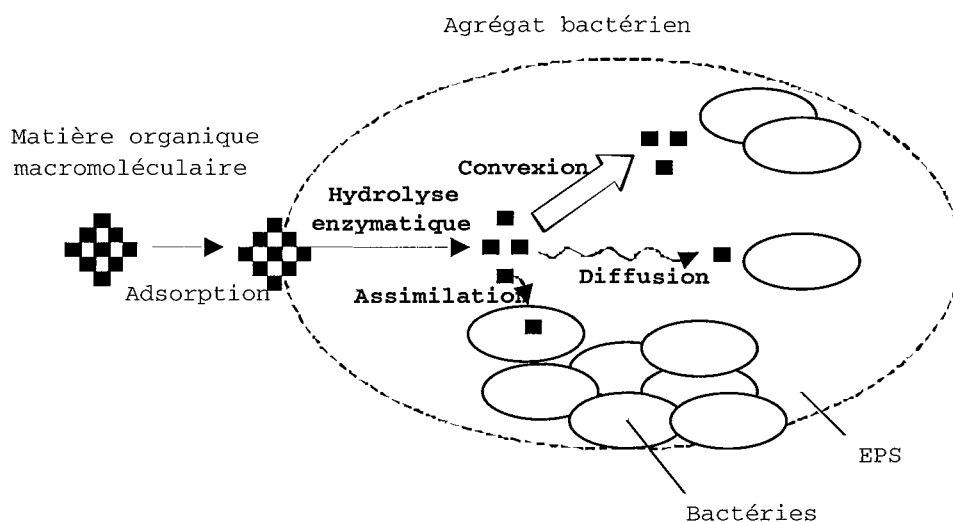 Agrégat bactérien
Matière organique
macromoléculaire
Convexion
Hydrolyse
enzymatique
Adsorption
Assimilation
Diffusion
EPS
Bactéries